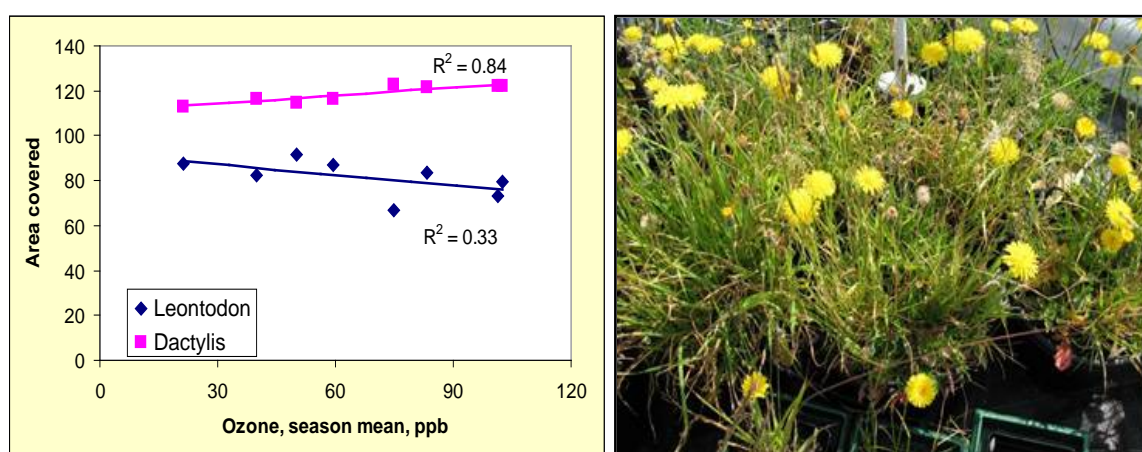 140
120
100
80
60
40
20
0
Area covered
R² = 0.84
R² = 0.33
Leontodon
Dactylis
0 30 60 90 120
Ozone, season mean, ppb